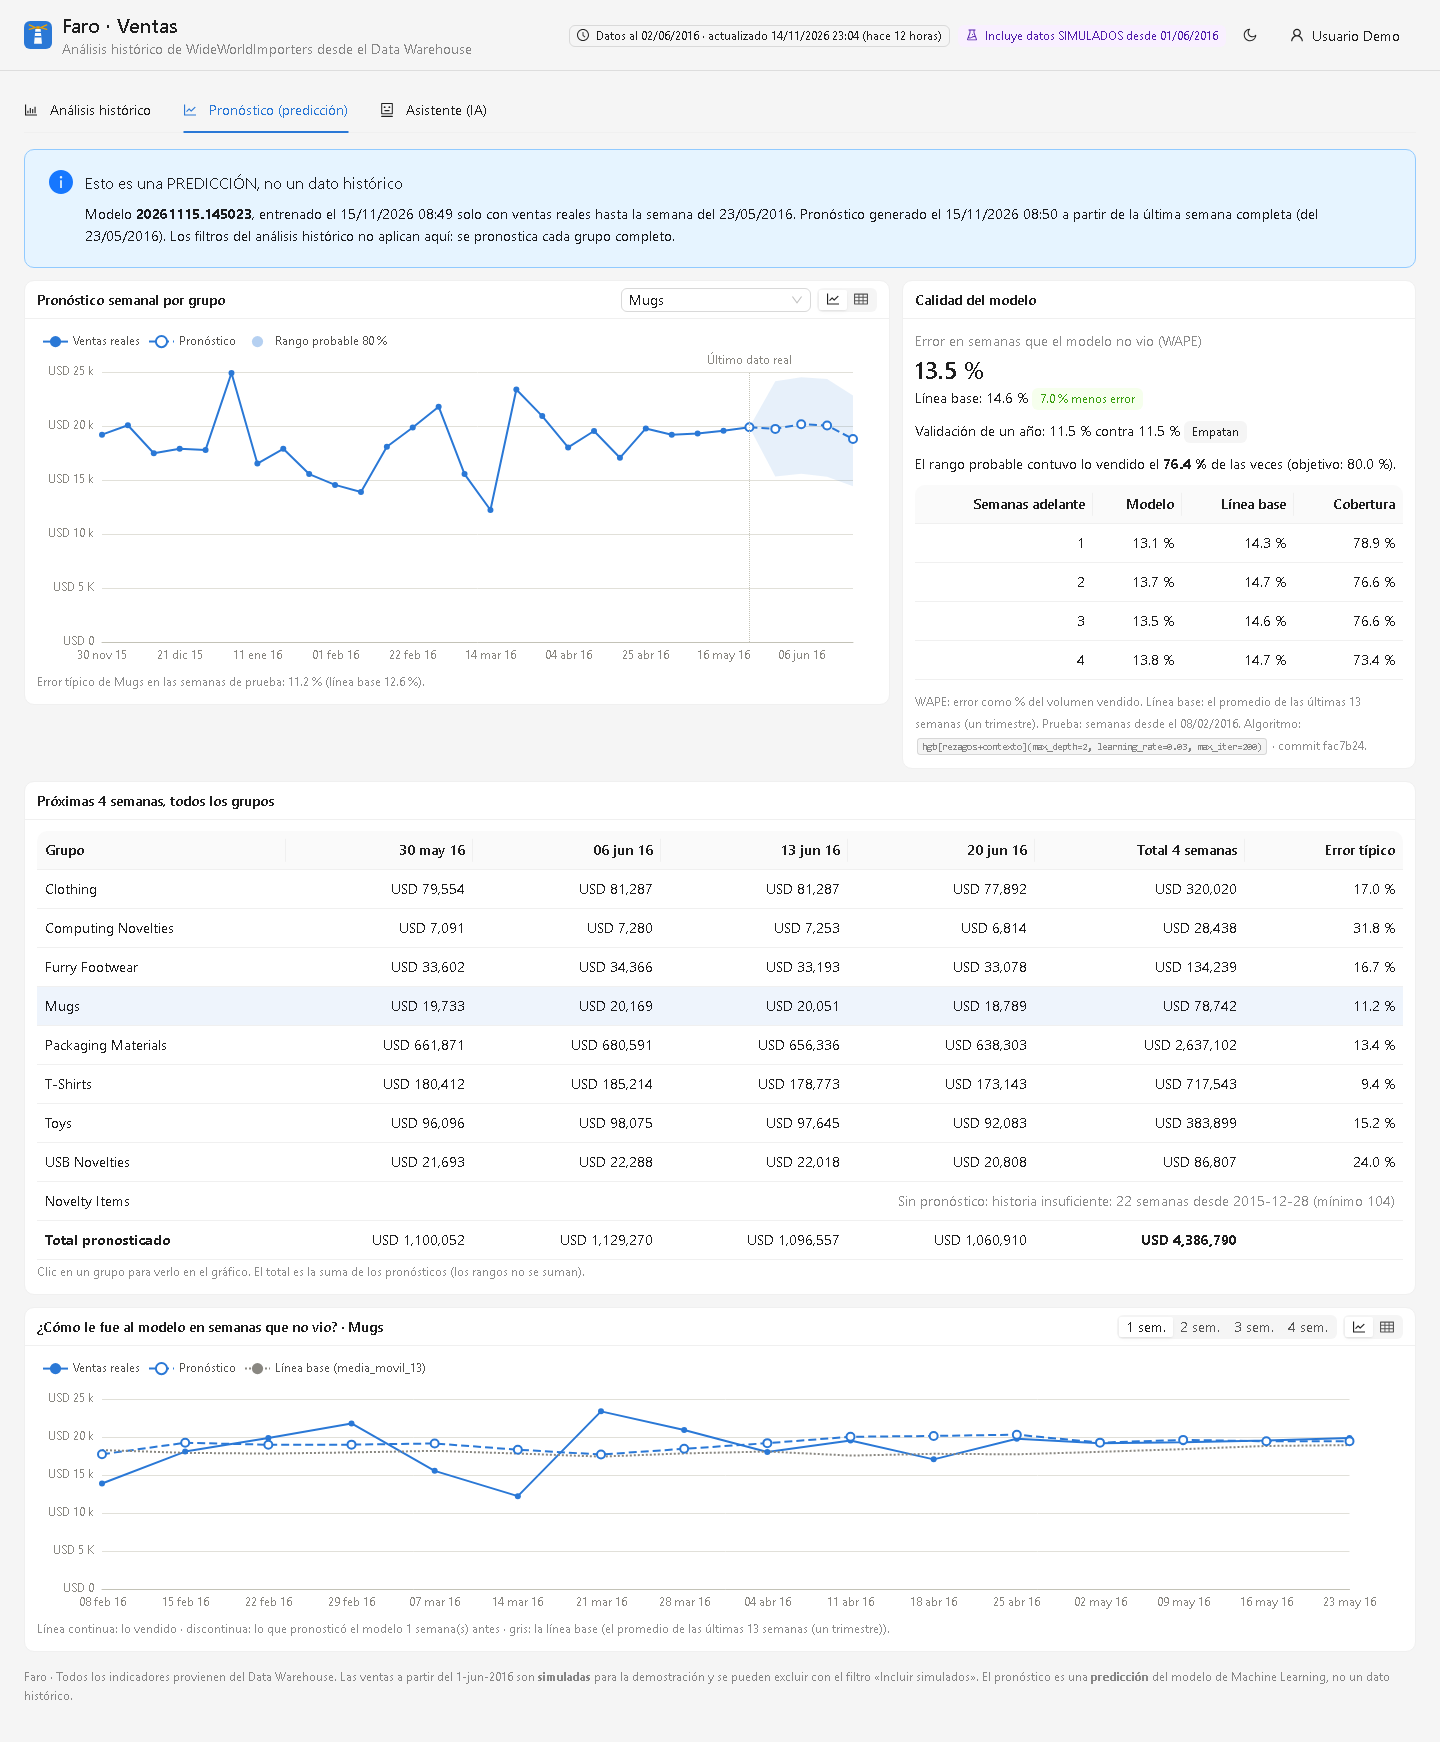 Faro · Ventas
Análisis histórico de WideWorldImporters desde el Data Warehouse
Datos al 02/06/2016 · actualizado 14/11/2026 23:04 (hace 12 horas)
Incluye datos SIMULADOS desde 01/06/2016
Usuario Demo
Análisis histórico
Pronóstico (predicción)
Asistente (IA)
Esto es una PREDICCIÓN, no un dato histórico
Modelo 20261115.145023, entrenado el 15/11/2026 08:49 solo con ventas reales hasta la semana del 23/05/2016. Pronóstico generado el 15/11/2026 08:50 a partir de la última semana completa (del
23/05/2016). Los filtros del análisis histórico no aplican aquí: se pronostica cada grupo completo.
Pronóstico semanal por grupo
Mugs
Ventas reales
Pronóstico
Rango probable 80 %
Último dato real
USD 25 k
USD 20 k
USD 15 k
USD 10 k
USD 5 K
USD 0
30 nov 15
21 dic 15
11 ene 16
01 feb 16
22 feb 16
14 mar 16
04 abr 16
25 abr 16
16 may 16
06 jun 16
Error típico de Mugs en las semanas de prueba: 11.2 % (línea base 12.6 %).
Calidad del modelo
Error en semanas que el modelo no vio (WAPE)
13.5 %
Línea base: 14.6 % 7.0 % menos error
Validación de un año: 11.5 % contra 11.5 % Empatan
El rango probable contuvo lo vendido el 76.4 % de las veces (objetivo: 80.0 %).
Semanas adelante Modelo Línea base Cobertura
1 13.1 % 14.3 % 78.9 %
2 13.7 % 14.7 % 76.6 %
3 13.5 % 14.6 % 76.6 %
4 13.8 % 14.7 % 73.4 %
WAPE: error como % del volumen vendido. Línea base: el promedio de las últimas 13
semanas (un trimestre). Prueba: semanas desde el 08/02/2016. Algoritmo:
hgb[rezagos+contexto](max_depth=2, learning_rate=0.03, max_iter=200) · commit fac7b24.
Próximas 4 semanas, todos los grupos
Grupo 30 may 16 06 jun 16 13 jun 16 20 jun 16 Total 4 semanas Error típico
Clothing USD 79,554 USD 81,287 USD 81,287 USD 77,892 USD 320,020 17.0 %
Computing Novelties USD 7,091 USD 7,280 USD 7,253 USD 6,814 USD 28,438 31.8 %
Furry Footwear USD 33,602 USD 34,366 USD 33,193 USD 33,078 USD 134,239 16.7 %
Mugs USD 19,733 USD 20,169 USD 20,051 USD 18,789 USD 78,742 11.2 %
Packaging Materials USD 661,871 USD 680,591 USD 656,336 USD 638,303 USD 2,637,102 13.4 %
T-Shirts USD 180,412 USD 185,214 USD 178,773 USD 173,143 USD 717,543 9.4 %
Toys USD 96,096 USD 98,075 USD 97,645 USD 92,083 USD 383,899 15.2 %
USB Novelties USD 21,693 USD 22,288 USD 22,018 USD 20,808 USD 86,807 24.0 %
Novelty Items Sin pronóstico: historia insuficiente: 22 semanas desde 2015-12-28 (mínimo 104)
Total pronosticado USD 1,100,052 USD 1,129,270 USD 1,096,557 USD 1,060,910 USD 4,386,790
Clic en un grupo para verlo en el gráfico. El total es la suma de los pronósticos (los rangos no se suman).
¿Cómo le fue al modelo en semanas que no vio? · Mugs
1 sem. 2 sem. 3 sem. 4 sem.
Ventas reales
Pronóstico
Línea base (media_movil_13)
USD 25 k
USD 20 k
USD 15 k
USD 10 k
USD 5 K
USD 0
08 feb 16
15 feb 16
22 feb 16
29 feb 16
07 mar 16
14 mar 16
21 mar 16
28 mar 16
04 abr 16
11 abr 16
18 abr 16
25 abr 16
02 may 16
09 may 16
16 may 16
23 may 16
Línea continua: lo vendido · discontinua: lo que pronosticó el modelo 1 semana(s) antes · gris: la línea base (el promedio de las últimas 13 semanas (un trimestre)).
Faro · Todos los indicadores provienen del Data Warehouse. Las ventas a partir del 1-jun-2016 son simuladas para la demostración y se pueden excluir con el filtro «Incluir simulados». El pronóstico es una predicción del modelo de Machine Learning, no un dato
histórico.